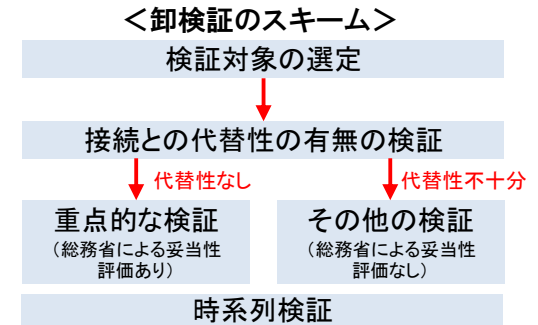 ＜卸検証のスキーム＞
検証対象の選定
接続との代替性の有無の検証
代替性なし
代替性不十分
重点的な検証
（総務省による妥当性
評価あり）
その他の検証
（総務省による妥当性
評価なし）
時系列検証